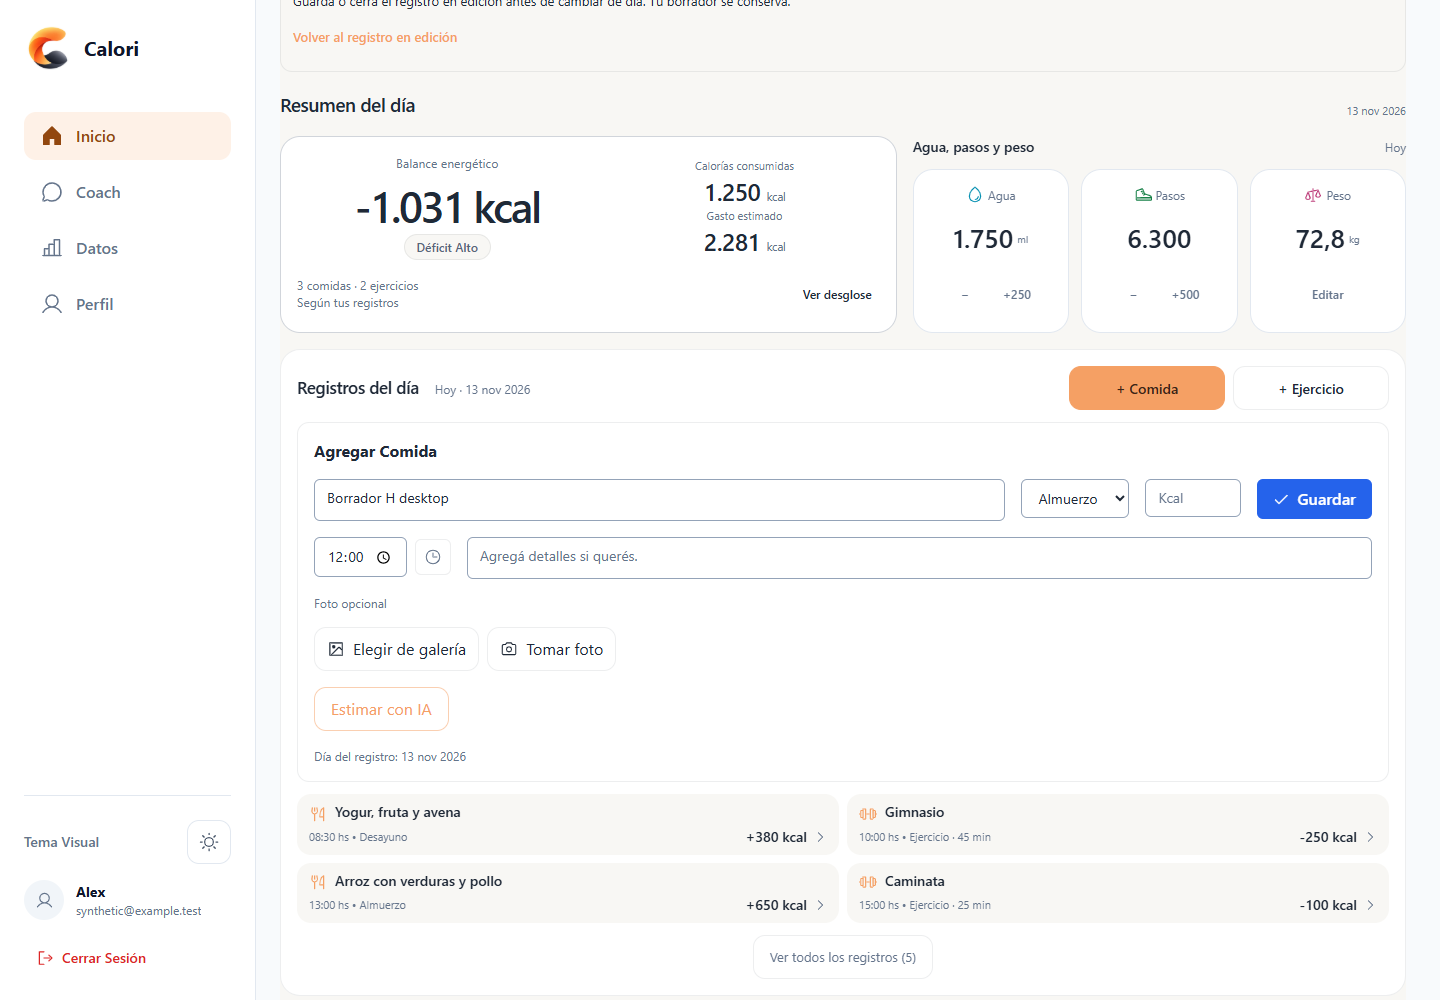 Guarda o cerrá el registro en edición antes de cambiar de día. Tu borrador se conserva.
Volver al registro en edición
Calori
Inicio
Coach
Datos
Perfil
Tema Visual
Alex
synthetic@example.test
Cerrar Sesión
Resumen del día
13 nov 2026
Balance energético
-1.031 kcal
Déficit Alto
3 comidas · 2 ejercicios
Según tus registros
Calorías consumidas
1.250 kcal
Gasto estimado
2.281 kcal
Ver desglose
Agua, pasos y peso
Hoy
Agua
1.750 ml
− +250
Pasos
6.300
− +500
Peso
72,8 kg
Editar
Registros del día Hoy · 13 nov 2026
+ Comida
+ Ejercicio
Agregar Comida
Borrador H desktop
Almuerzo
Kcal
Guardar
12:00
Agregá detalles si querés.
Foto opcional
Elegir de galería
Tomar foto
Estimar con IA
Día del registro: 13 nov 2026
Yogur, fruta y avena
08:30 hs • Desayuno
+380 kcal
Gimnasio
10:00 hs • Ejercicio · 45 min
-250 kcal
Arroz con verduras y pollo
13:00 hs • Almuerzo
+650 kcal
Caminata
15:00 hs • Ejercicio · 25 min
-100 kcal
Ver todos los registros (5)